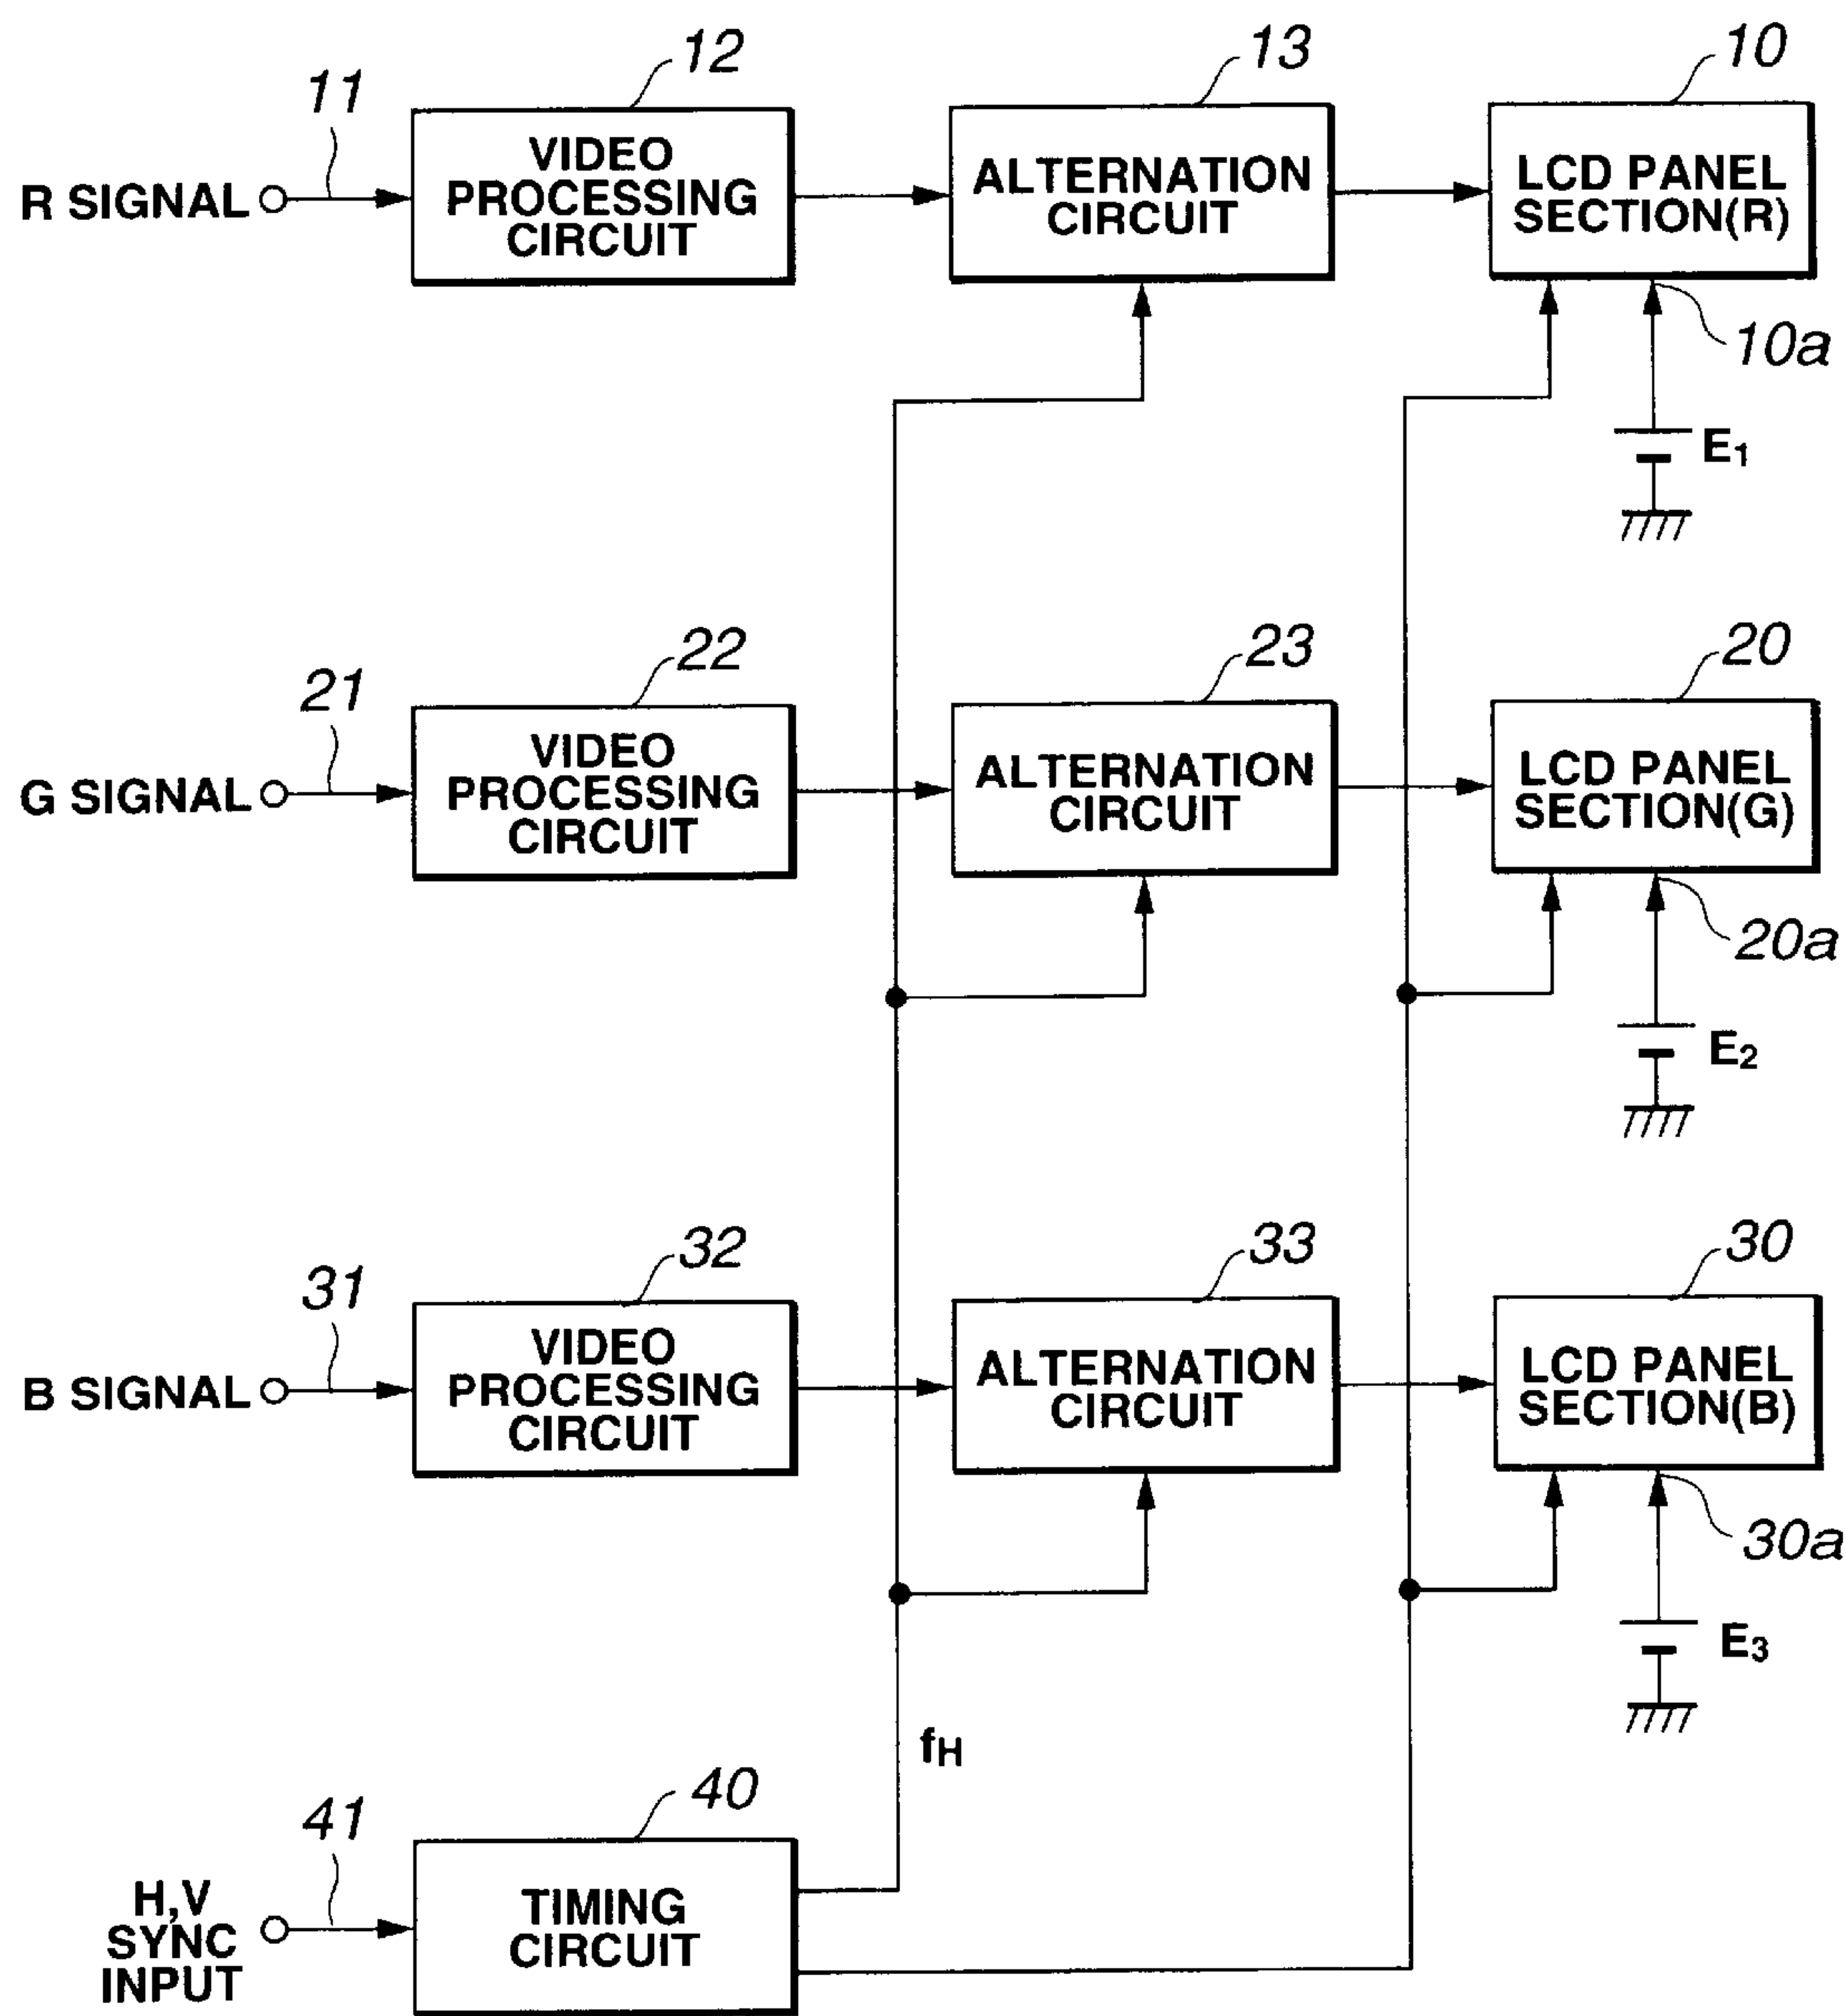 11
12
13
10
R SIGNAL
VIDEO
PROCESSING
CIRCUIT
ALTERNATION
CIRCUIT
LCD PANEL
SECTION(R)
10a
E1
21
22
23
20
G SIGNAL
VIDEO
PROCESSING
CIRCUIT
ALTERNATION
CIRCUIT
LCD PANEL
SECTION(G)
20a
E2
31
32
33
30
B SIGNAL
VIDEO
PROCESSING
CIRCUIT
ALTERNATION
CIRCUIT
LCD PANEL
SECTION(B)
30a
E3
fH
41
40
H,V
SYNC
INPUT
TIMING
CIRCUIT